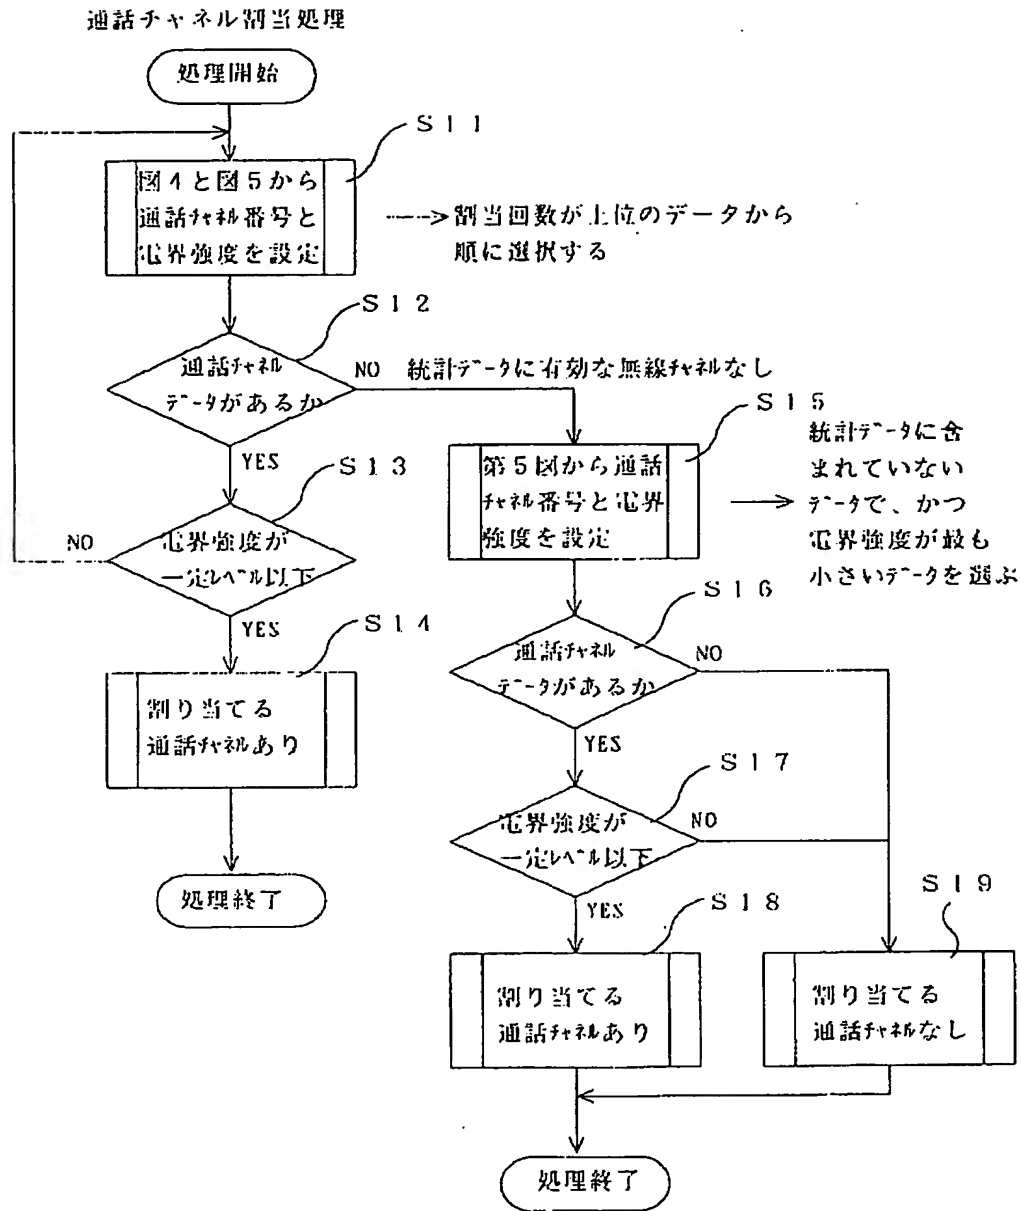 通話チャネル割当処理
処理開始
S11
図4と図5から
通話ﾁｬﾈﾙ番号と
電界強度を設定
割当回数が上位のデータから
順に選択する
S12
通話ﾁｬﾈﾙ
ﾃﾞｰﾀがあるか
NO 統計ﾃﾞｰﾀに有効な無線ﾁｬﾈﾙなし
YES
S13
電界強度が
一定ﾚﾍﾞﾙ以下
NO
YES
S14
割り当てる
通話ﾁｬﾈﾙあり
処理終了
S15
第5図から通話
ﾁｬﾈﾙ番号と電界
強度を設定
統計ﾃﾞｰﾀに含
まれていない
ﾃﾞｰﾀで、かつ
電界強度が最も
小さいﾃﾞｰﾀを選ぶ
S16
通話ﾁｬﾈﾙ
ﾃﾞｰﾀがあるか
NO
YES
S17
電界強度が
一定ﾚﾍﾞﾙ以下
NO
YES
S18
割り当てる
通話ﾁｬﾈﾙあり
S19
割り当てる
通話ﾁｬﾈﾙなし
処理終了